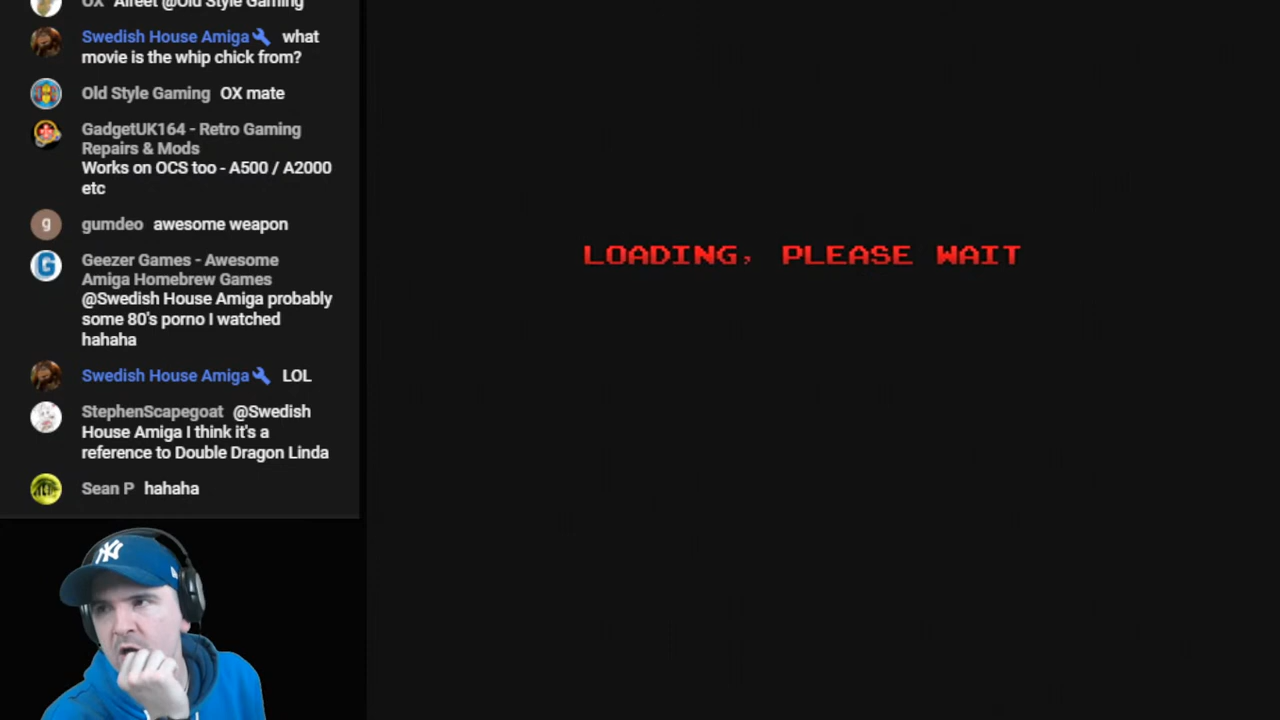 OX Afreet @Old Style Gaming
Swedish House Amiga what
movie is the whip chick from?
Old Style Gaming OX mate
GadgetUK164 - Retro Gaming
Repairs & Mods
Works on OCS too - A500 / A2000
etc
g gumdeo awesome weapon
G Geezer Games - Awesome
Amiga Homebrew Games
@Swedish House Amiga probably
some 80's porno I watched
hahaha
Swedish House Amiga LOL
StephenScapegoat @Swedish
House Amiga I think it's a
reference to Double Dragon Linda
Sean P hahaha
LOADING, PLEASE WAIT
NY